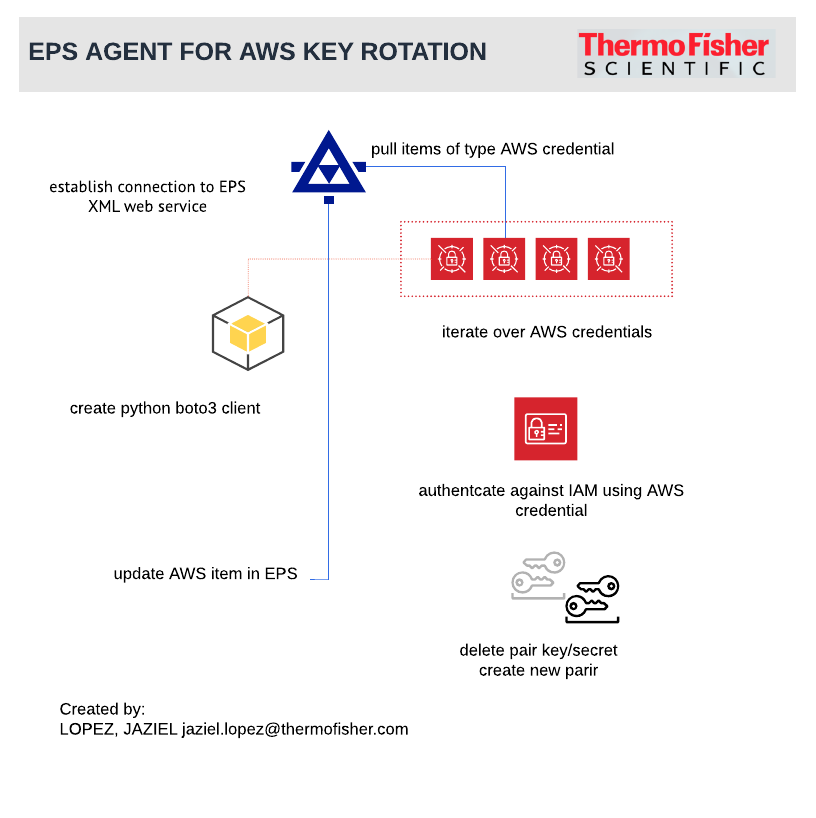 EPS AGENT FOR AWS KEY ROTATION
ThermoFisher
SCIENTIFIC
pull items of type AWS credential
establish connection to EPS
XML web service
iterate over AWS credentials
create python boto3 client
authentcate against IAM using AWS
credential
update AWS item in EPS
delete pair key/secret
create new parir
Created by:
LOPEZ, JAZIEL jaziel.lopez@thermofisher.com